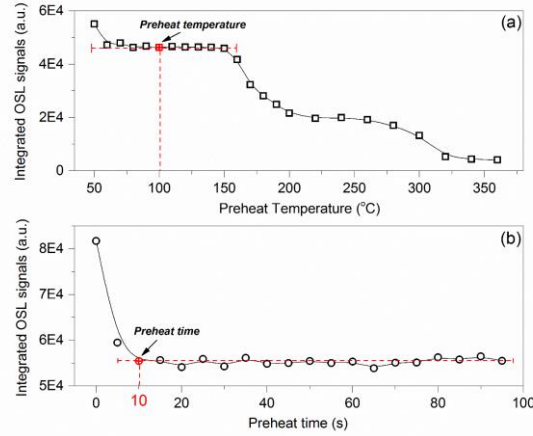 6E4
4E4
2E4
0
Integrated OSL signals (a.u.)
Preheat temperature
(a)
50 100 150 200 250 300 350
Preheat Temperature (°C)
8E4
7E4
6E4
5E4
Integrated OSL signals (a.u.)
(b)
Preheat time
0 10 20 40 60 80 100
Preheat time (s)